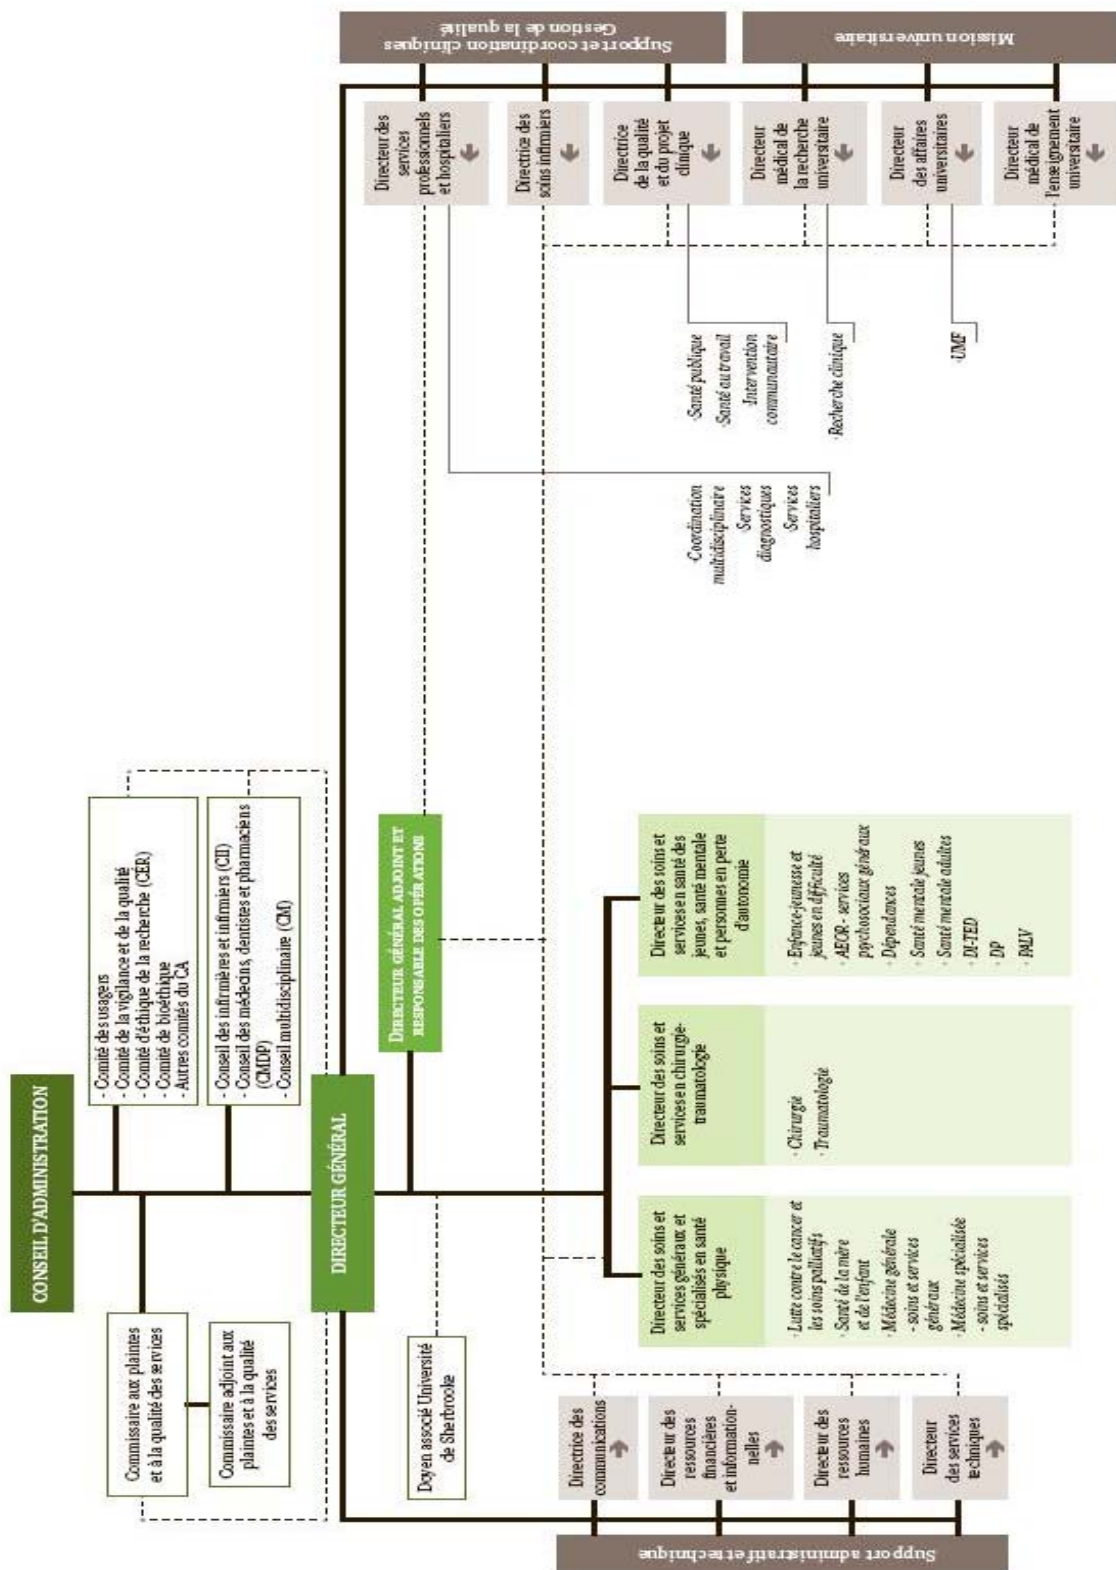 CONSEIL D'ADMINISTRATION
Commissaire aux plaintes
et à la qualité des services
Commissaire adjoint aux
plaintes et à la qualité
des services
- Comité des usagers
- Comité de la vigilance et de la qualité
- Comité d'éthique de la recherche (CER)
- Comité de bioéthique
- Autres comités du CA
- Conseil des infirmières et infirmiers (CII)
- Conseil des médecins, dentistes et pharmaciens
(CMDP)
- Conseil multidisciplinaire (CM)
DIRECTEUR GÉNÉRAL
Doyen associé Université
de Sherbrooke
DIRECTEUR GÉNÉRAL ADJOINT ET
RESPONSABLE DES OPÉRATIONS
Support administratif et technique
Directrice des
communications
Directeur des
ressources
financières
et information-
nelles
Directeur des
ressources
humaines
Directeur
des services
techniques
Directeur des soins et
services généraux et
spécialisés en santé
physique
· Lutte contre le cancer et
les soins palliatifs
· Santé de la mère
et de l'enfant
· Médecine générale
- soins et services
généraux
· Médecine spécialisée
- soins et services
spécialisés
Directeur des soins et
services en chirurgie-
traumatologie
· Chirurgie
· Traumatologie
Directeur des soins et
services en santé des
jeunes, santé mentale
et personnes en perte
d'autonomie
· Enfance-jeunesse et
jeunes en difficulté
· AEOR - services
psychosociaux généraux
· Dépendances
· Santé mentale jeunes
· Santé mentale adultes
· DI-TED
· DP
· PALV
Support et coordination cliniques
Gestion de la qualité
Directeur des
services
professionnels
et hospitaliers
Directrice des
soins infirmiers
Directrice
de la qualité
et du projet
clinique
·Coordination
multidisciplinaire
·Services
diagnostiques
·Services
hospitaliers
·Santé publique
·Santé au travail
·Intervention
communautaire
Mission universitaire
Directeur
médical de
la recherche
universitaire
Directeur
des affaires
universitaires
Directeur
médical de
l'enseignement
universitaire
·Recherche clinique
·UMF